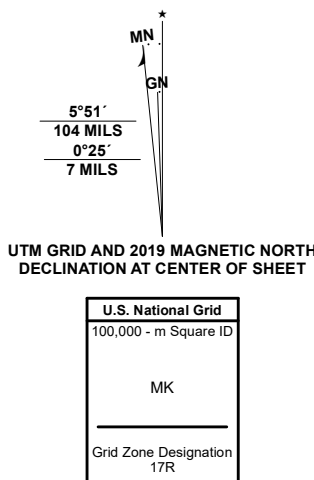 MN
GN
5°51´
104 MILS
0°25´
7 MILS
UTM GRID AND 2019 MAGNETIC NORTH
DECLINATION AT CENTER OF SHEET
U.S. National Grid
100,000 - m Square ID
MK
Grid Zone Designation
17R